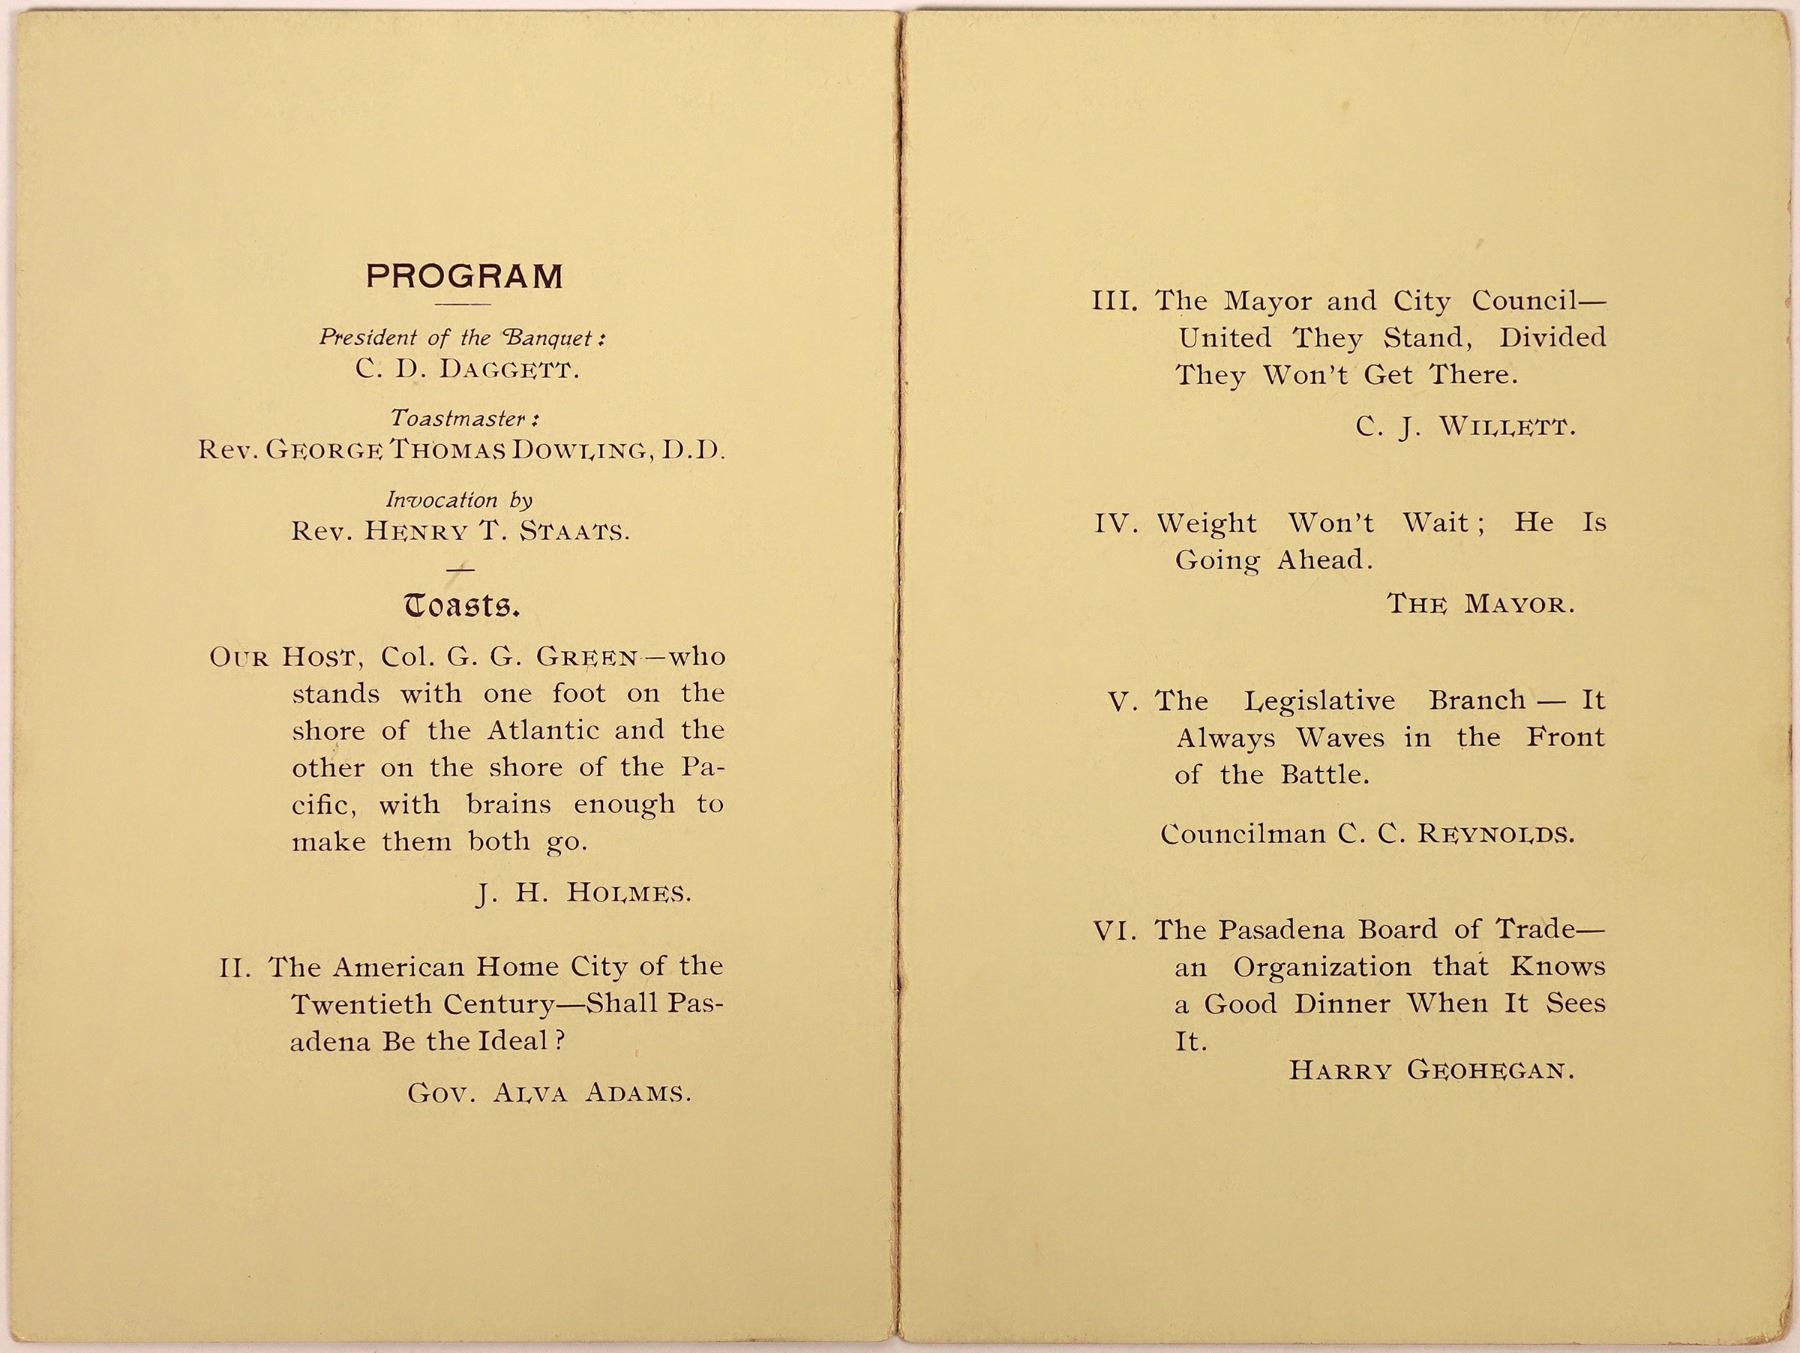 PROGRAM
President of the Banquet:
C. D. DAGGETT.
Toastmaster:
Rev. GEORGE THOMAS DOWLING, D.D.
Invocation by
Rev. HENRY T. STAATS.
Toasts.
OUR HOST, Col. G. G. GREEN—who
stands with one foot on the
shore of the Atlantic and the
other on the shore of the Pa-
cific, with brains enough to
make them both go.
J. H. HOLMES.
II. The American Home City of the
Twentieth Century—Shall Pas-
adena Be the Ideal?
GOV. ALVA ADAMS.
III. The Mayor and City Council—
United They Stand, Divided
They Won't Get There.
C. J. WILLETT.
IV. Weight Won't Wait; He Is
Going Ahead.
THE MAYOR.
V. The Legislative Branch — It
Always Waves in the Front
of the Battle.
Councilman C. C. REYNOLDS.
VI. The Pasadena Board of Trade—
an Organization that Knows
a Good Dinner When It Sees
It.
HARRY GEOHEGAN.